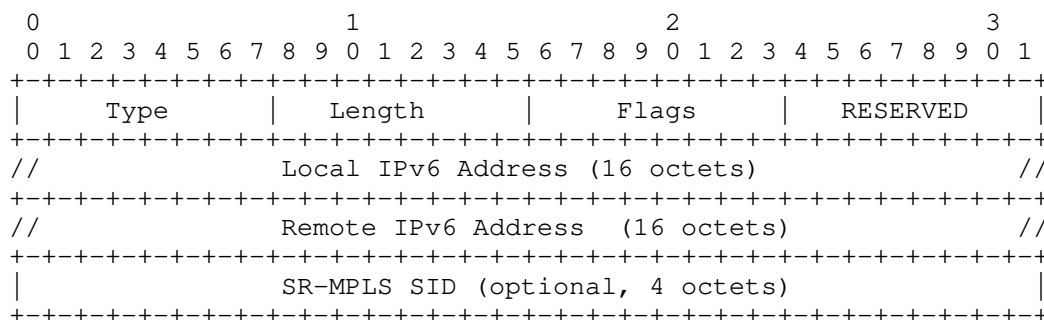 0                   1                   2                   3
 0 1 2 3 4 5 6 7 8 9 0 1 2 3 4 5 6 7 8 9 0 1 2 3 4 5 6 7 8 9 0 1
+-+-+-+-+-+-+-+-+-+-+-+-+-+-+-+-+-+-+-+-+-+-+-+-+-+-+-+-+-+-+-+-+
|     Type      |   Length      |     Flags     |   RESERVED    |
+-+-+-+-+-+-+-+-+-+-+-+-+-+-+-+-+-+-+-+-+-+-+-+-+-+-+-+-+-+-+-+-+
//               Local IPv6 Address (16 octets)                //
+-+-+-+-+-+-+-+-+-+-+-+-+-+-+-+-+-+-+-+-+-+-+-+-+-+-+-+-+-+-+-+-+
//               Remote IPv6 Address  (16 octets)              //
+-+-+-+-+-+-+-+-+-+-+-+-+-+-+-+-+-+-+-+-+-+-+-+-+-+-+-+-+-+-+-+-+
|                SR-MPLS SID (optional, 4 octets)               |
+-+-+-+-+-+-+-+-+-+-+-+-+-+-+-+-+-+-+-+-+-+-+-+-+-+-+-+-+-+-+-+-+